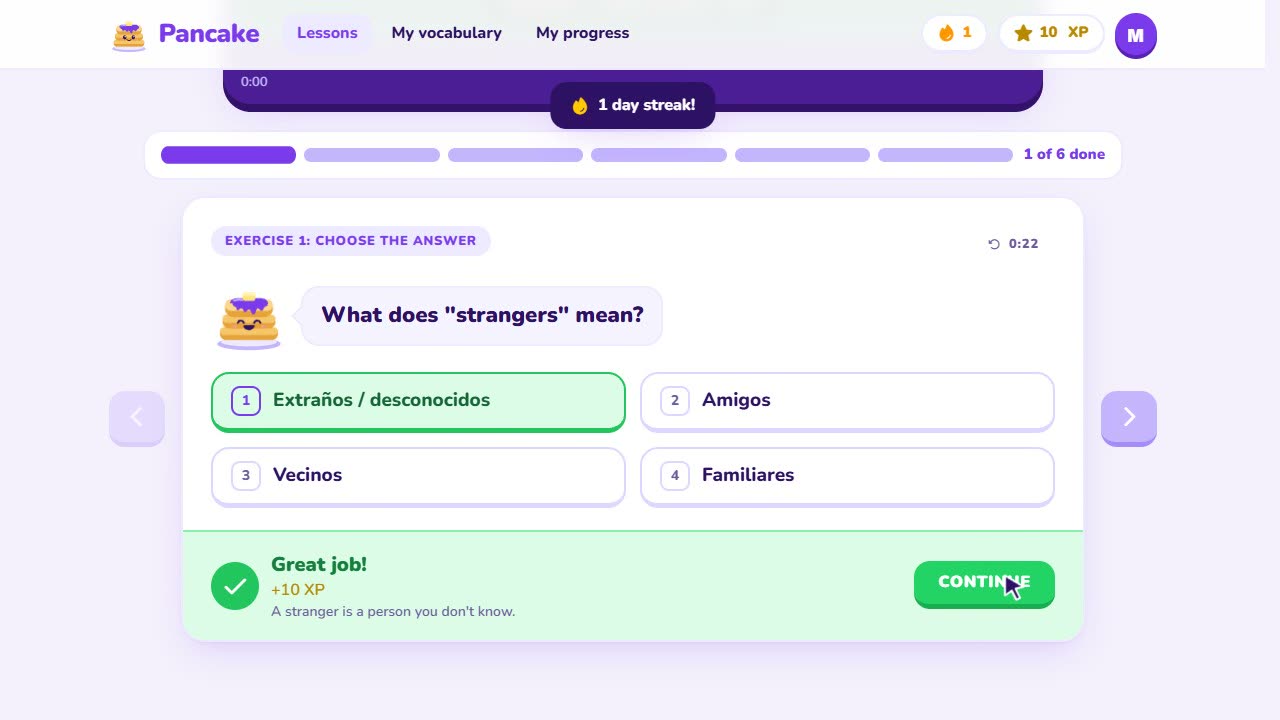 Pancake
Lessons
My vocabulary
My progress
1
10 XP
M
0:00
1 day streak!
1 of 6 done
EXERCISE 1: CHOOSE THE ANSWER
0:22
What does "strangers" mean?
1 Extraños / desconocidos
2 Amigos
3 Vecinos
4 Familiares
Great job!
+10 XP
A stranger is a person you don't know.
CONTINUE